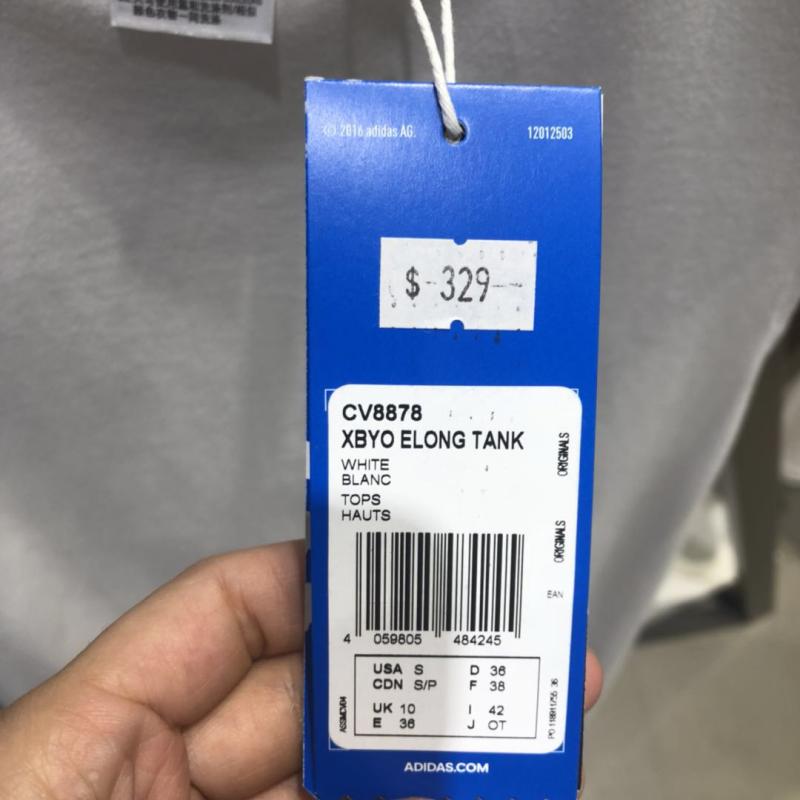 © 2016 adidas AG.
12012503
$ 329
CV8878
XBYO ELONG TANK
WHITE
BLANC
TOPS
HAUTS
ORIGINALS
ORIGINALS
EAN
4 059805 484245
USA S D 36
CDN S/P F 38
UK 10 I 42
E 36 J OT
ADIDAS.COM